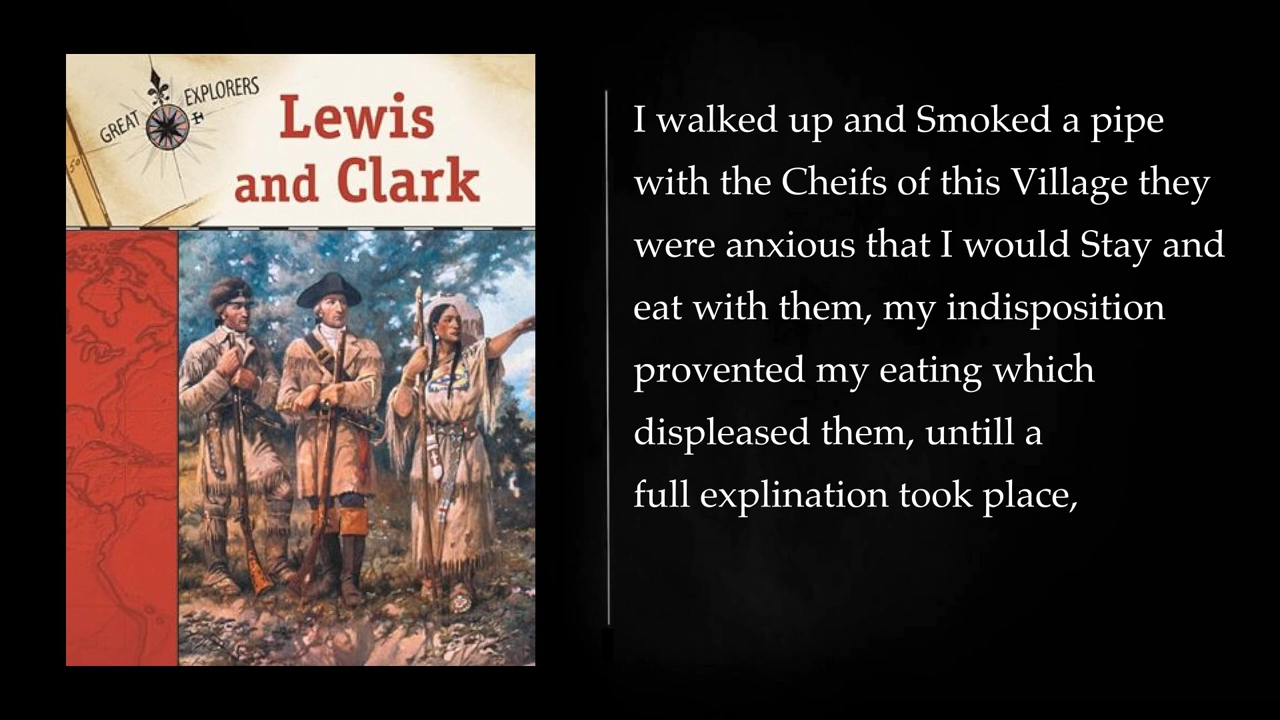 GREAT EXPLORERS
Lewis
and Clark
I walked up and Smoked a pipe
with the Cheifs of this Village they
were anxious that I would Stay and
eat with them, my indisposition
provented my eating which
displeased them, untill a
full explination took place,